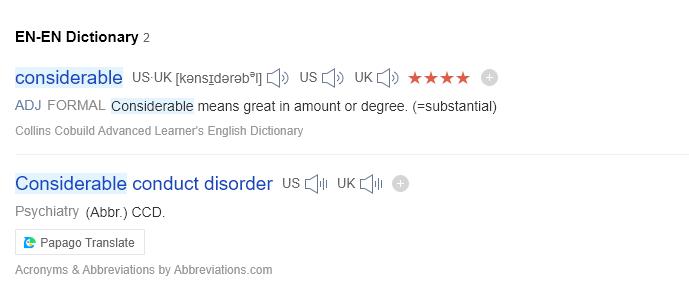 EN-EN Dictionary 2
considerable US·UK [kənsɪdərəbᵊl] US UK ★★★★
ADJ FORMAL Considerable means great in amount or degree. (=substantial)
Collins Cobuild Advanced Learner's English Dictionary
Considerable conduct disorder US UK
Psychiatry (Abbr.) CCD.
Papago Translate
Acronyms & Abbreviations by Abbreviations.com